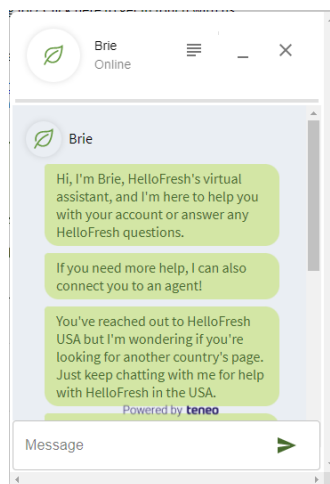 Brie
Online
Brie
Hi, I'm Brie, HelloFresh's virtual
assistant, and I'm here to help you
with your account or answer any
HelloFresh questions.
If you need more help, I can also
connect you to an agent!
You've reached out to HelloFresh
USA but I'm wondering if you're
looking for another country's page.
Just keep chatting with me for help
with HelloFresh in the USA.
Powered by teneo
Message